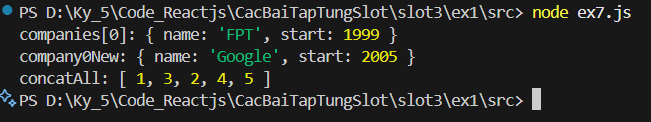 PS D:\Ky_5\Code_Reactjs\CacBaiTapTungSlot\slot3\ex1\src> node ex7.js
companies[0]: { name: 'FPT', start: 1999 }
company0New: { name: 'Google', start: 2005 }
concatAll: [ 1, 3, 2, 4, 5 ]
PS D:\Ky_5\Code_Reactjs\CacBaiTapTungSlot\slot3\ex1\src>